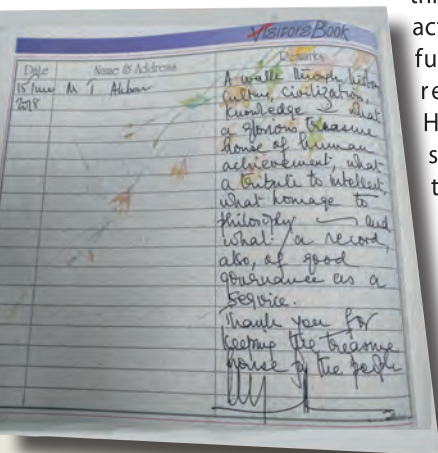 Visitors Book
Date
Name & Address
Remarks
15 June
2018
M J Akbar
A walk through history
culture, civilization,
knowledge — what
a glorious treasure
house of human
achievement, what
a tribute to intellect,
what homage to
philosophy — and
what a record,
also, of good
governance as a
service.
Thank you for
keeping the treasure
house of the people
act
fu
re
H
s
t